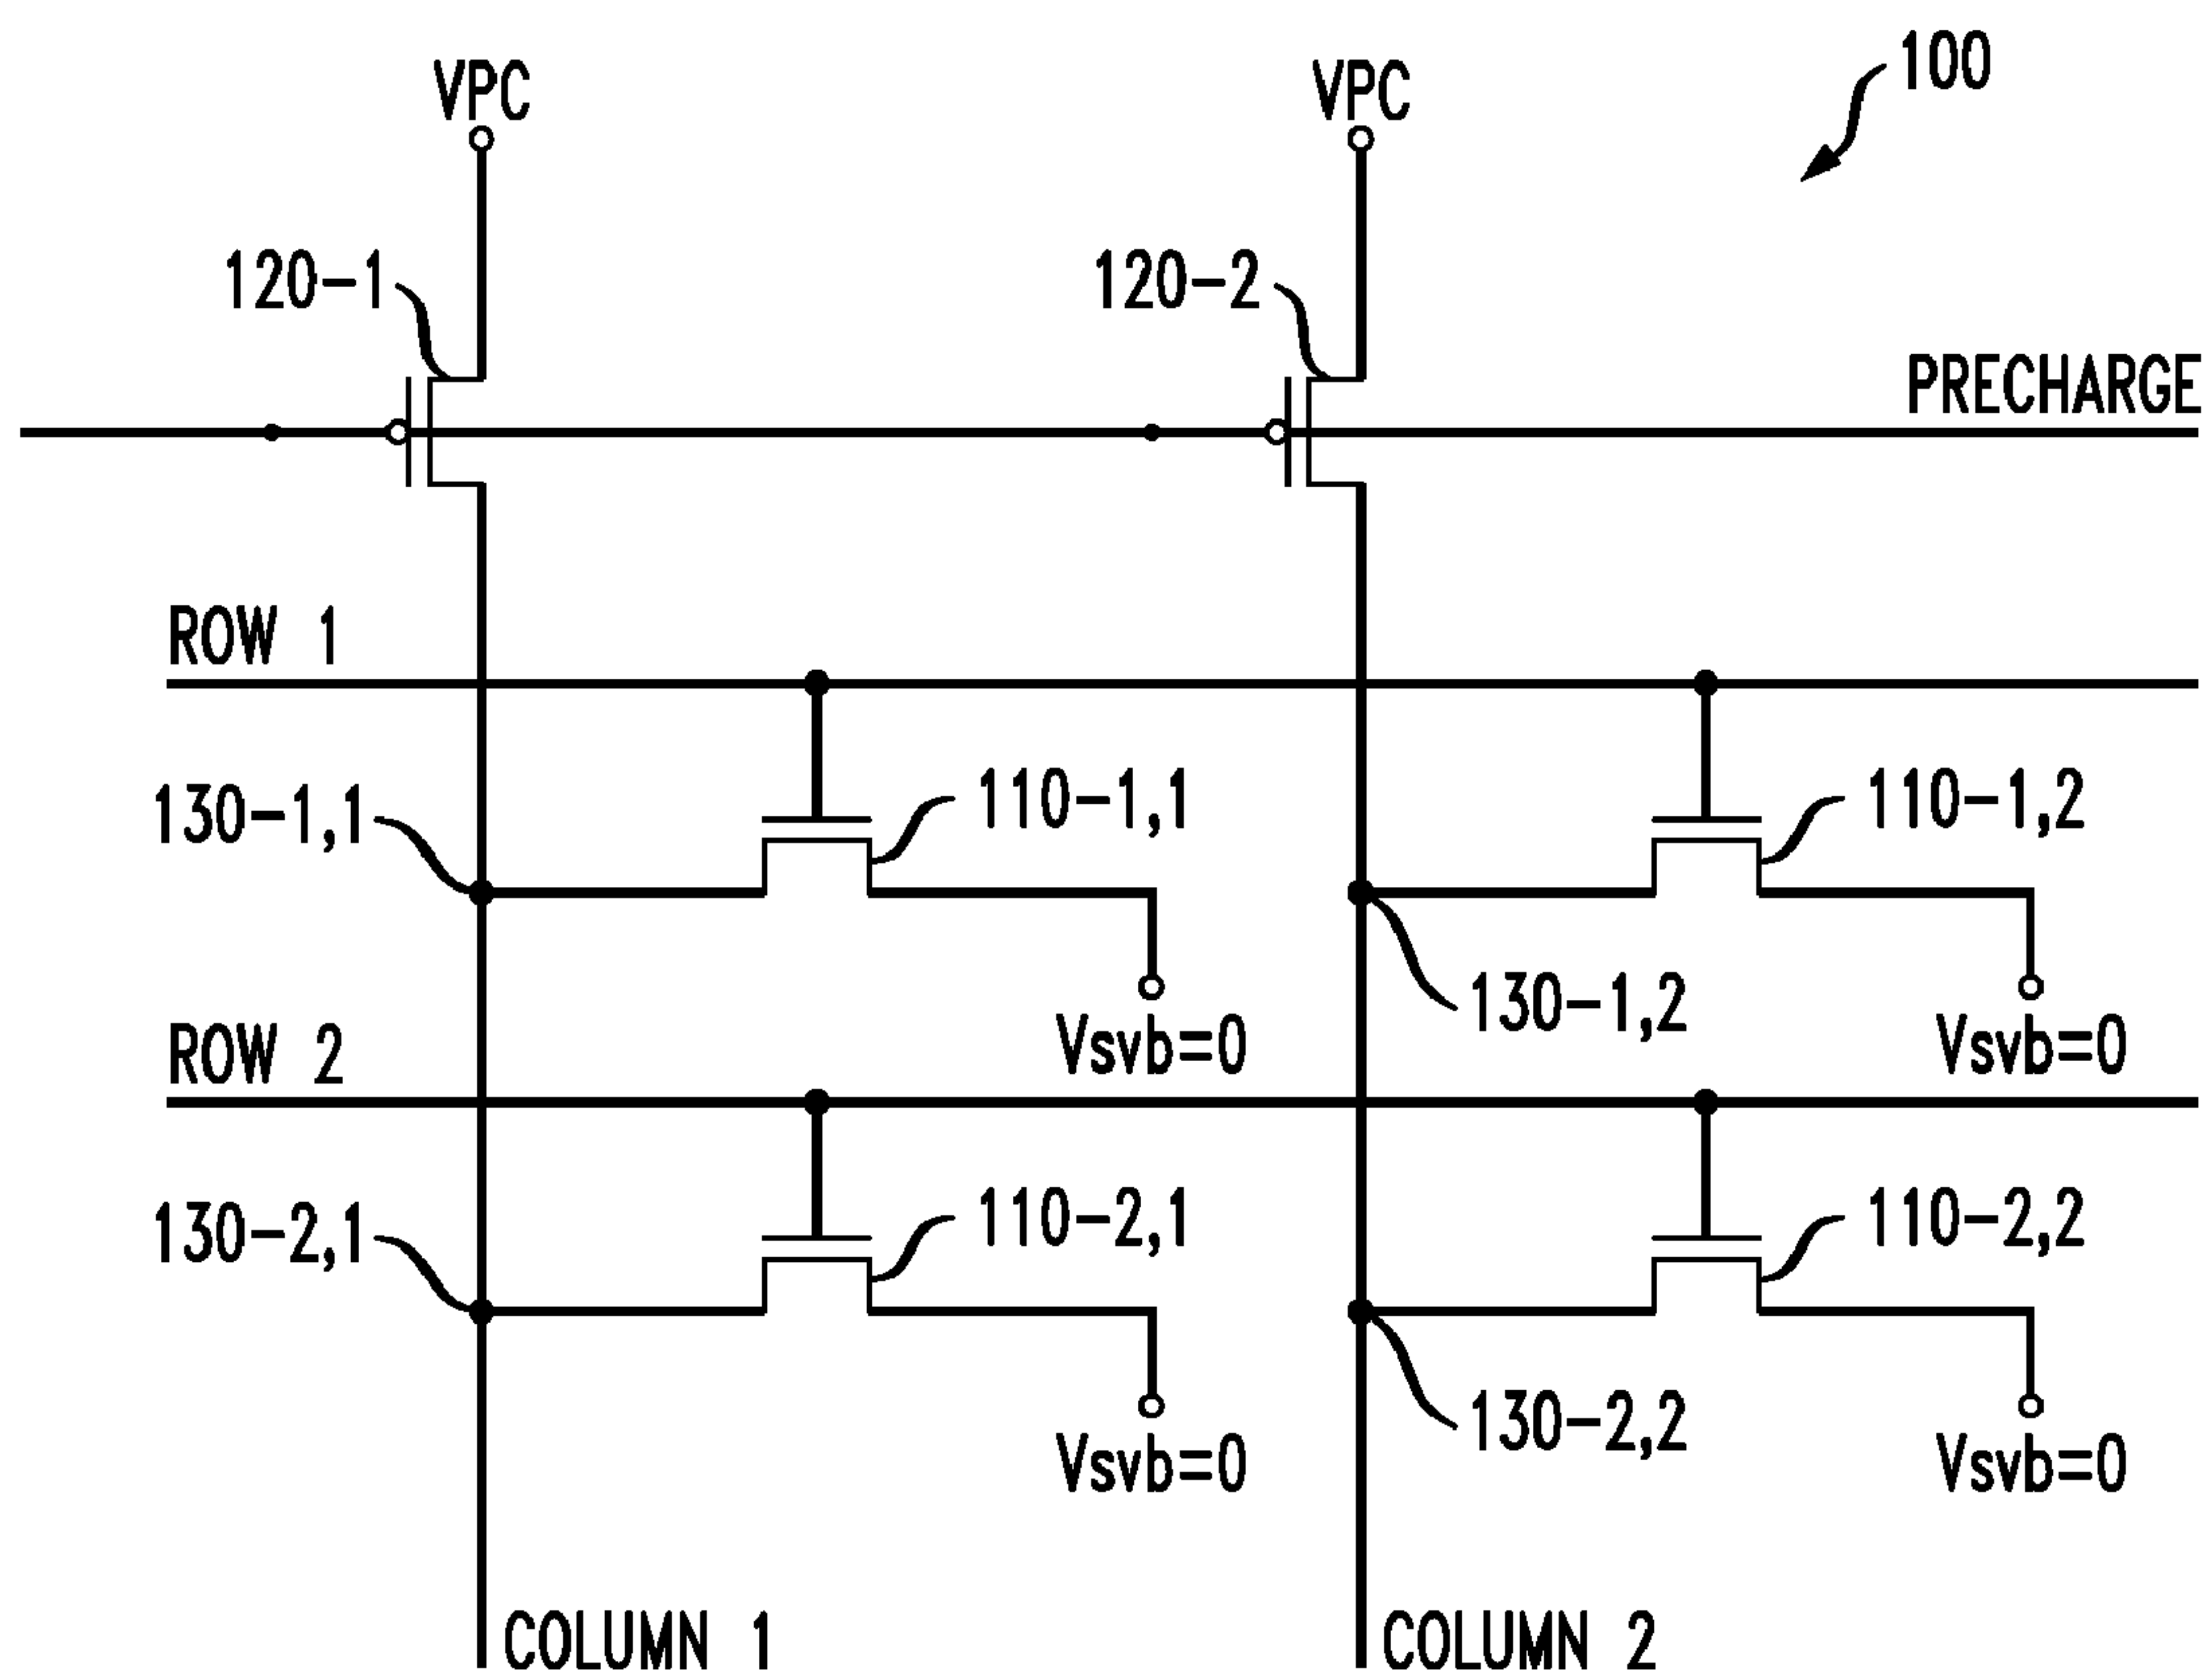 100
VPC VPC
120-1 120-2
PRECHARGE
ROW 1
130-1,1 110-1,1 110-1,2
130-1,2
Vsvb=0 Vsvb=0
ROW 2
130-2,1 110-2,1 110-2,2
130-2,2
Vsvb=0 Vsvb=0
COLUMN 1 COLUMN 2